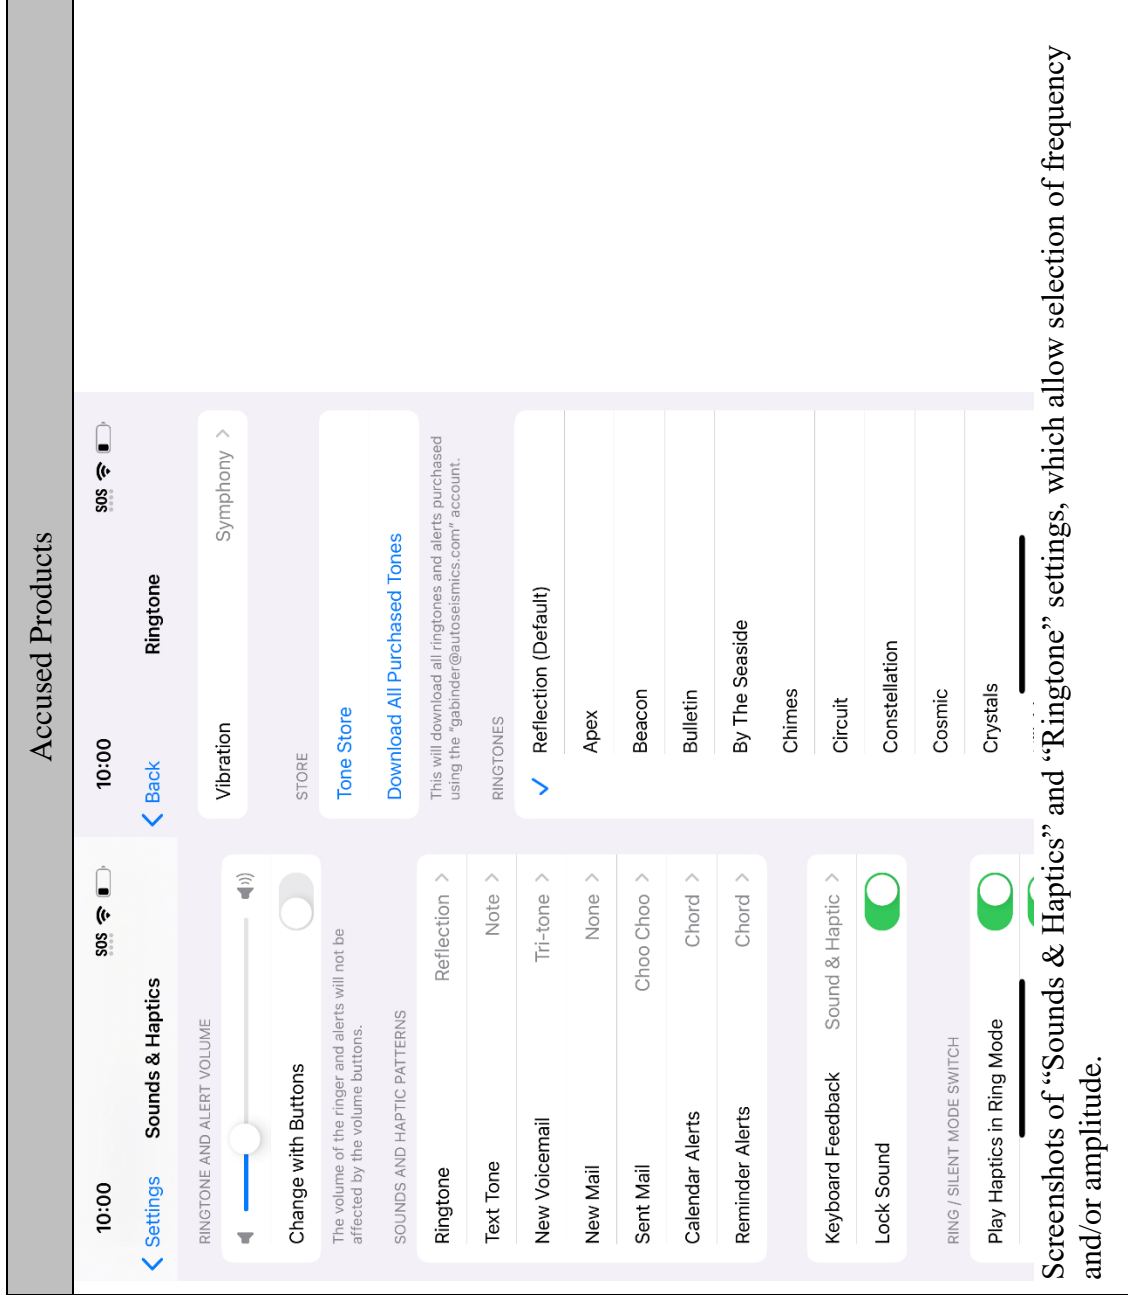 Accused Products
10:00
SOS
Settings
Sounds & Haptics
RINGTONE AND ALERT VOLUME
Change with Buttons
The volume of the ringer and alerts will not be
affected by the volume buttons.
SOUNDS AND HAPTIC PATTERNS
Ringtone Reflection
Text Tone Note
New Voicemail Tri-tone
New Mail None
Sent Mail Choo Choo
Calendar Alerts Chord
Reminder Alerts Chord
Keyboard Feedback Sound & Haptic
Lock Sound
RING / SILENT MODE SWITCH
Play Haptics in Ring Mode
10:00
SOS
Back
Ringtone
Vibration Symphony
STORE
Tone Store
Download All Purchased Tones
This will download all ringtones and alerts purchased
using the "gabinder@autoseismics.com" account.
RINGTONES
Reflection (Default)
Apex
Beacon
Bulletin
By The Seaside
Chimes
Circuit
Constellation
Cosmic
Crystals
Screenshots of “Sounds & Haptics” and “Ringtone” settings, which allow selection of frequency
and/or amplitude.